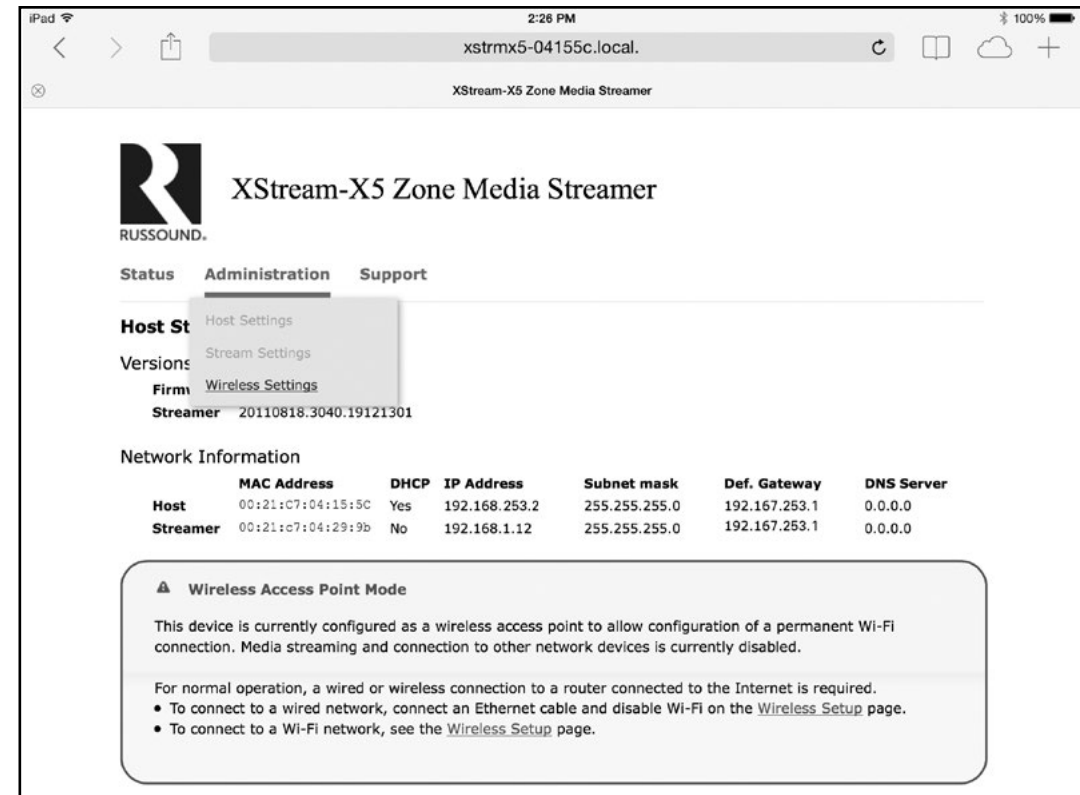 iPad 2:26 PM 100%
xstrmx5-04155c.local.
XStream-X5 Zone Media Streamer
XStream-X5 Zone Media Streamer
RUSSOUND®
Status Administration Support
Host St
Host Settings
Versions
Stream Settings
Firmw
Wireless Settings
Streamer 20110818.3040.19121301
Network Information
MAC Address DHCP IP Address Subnet mask Def. Gateway DNS Server
Host 00:21:C7:04:15:5C Yes 192.168.253.2 255.255.255.0 192.167.253.1 0.0.0.0
Streamer 00:21:c7:04:29:9b No 192.168.1.12 255.255.255.0 192.167.253.1 0.0.0.0
Wireless Access Point Mode
This device is currently configured as a wireless access point to allow configuration of a permanent Wi-Fi
connection. Media streaming and connection to other network devices is currently disabled.
For normal operation, a wired or wireless connection to a router connected to the Internet is required.
• To connect to a wired network, connect an Ethernet cable and disable Wi-Fi on the Wireless Setup page.
• To connect to a Wi-Fi network, see the Wireless Setup page.